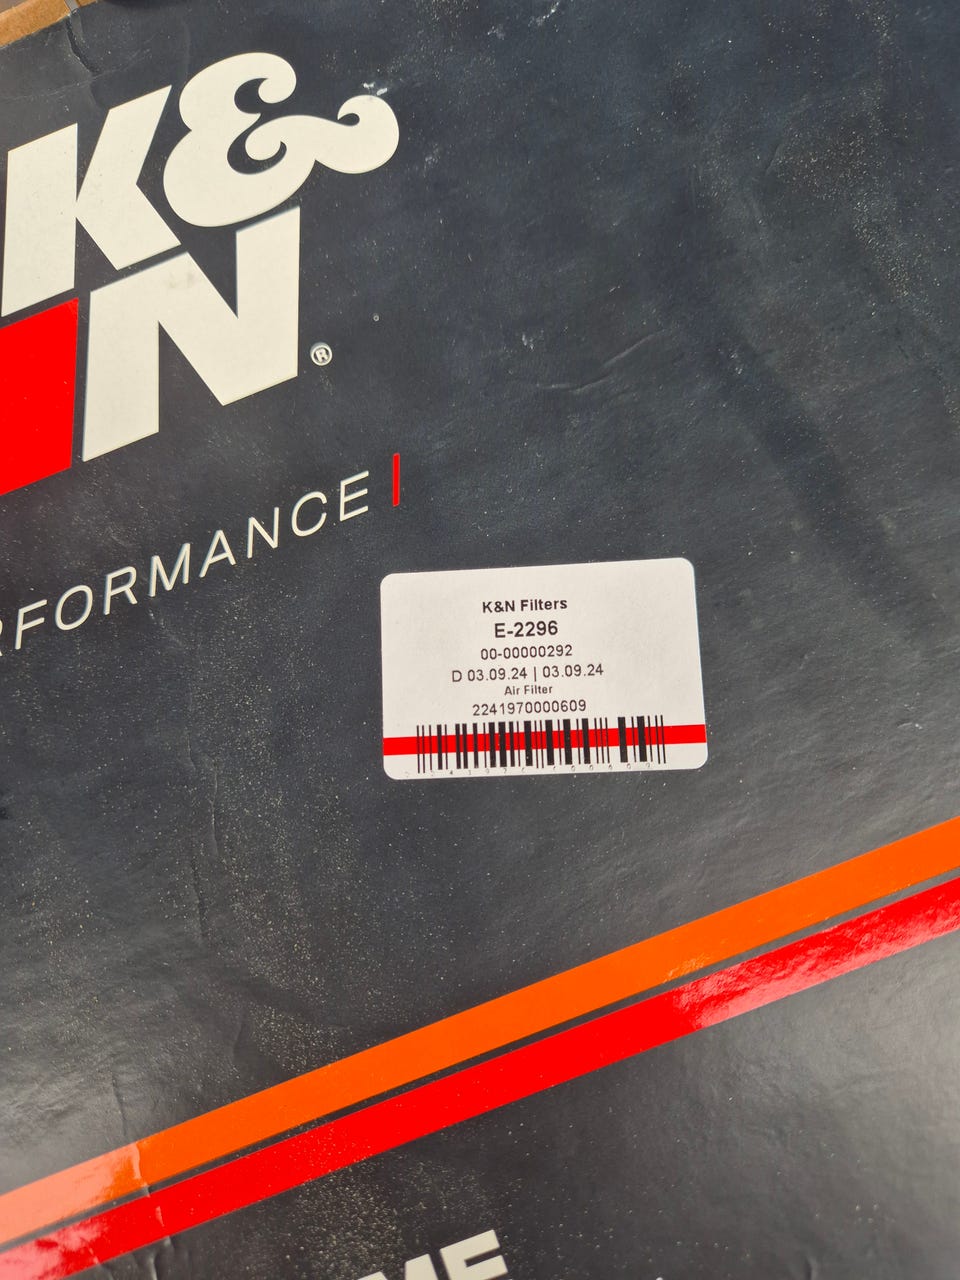 K&
N®
RFORMANCE
K&N Filters
E-2296
00-00000292
D 03.09.24 | 03.09.24
Air Filter
2241970000609